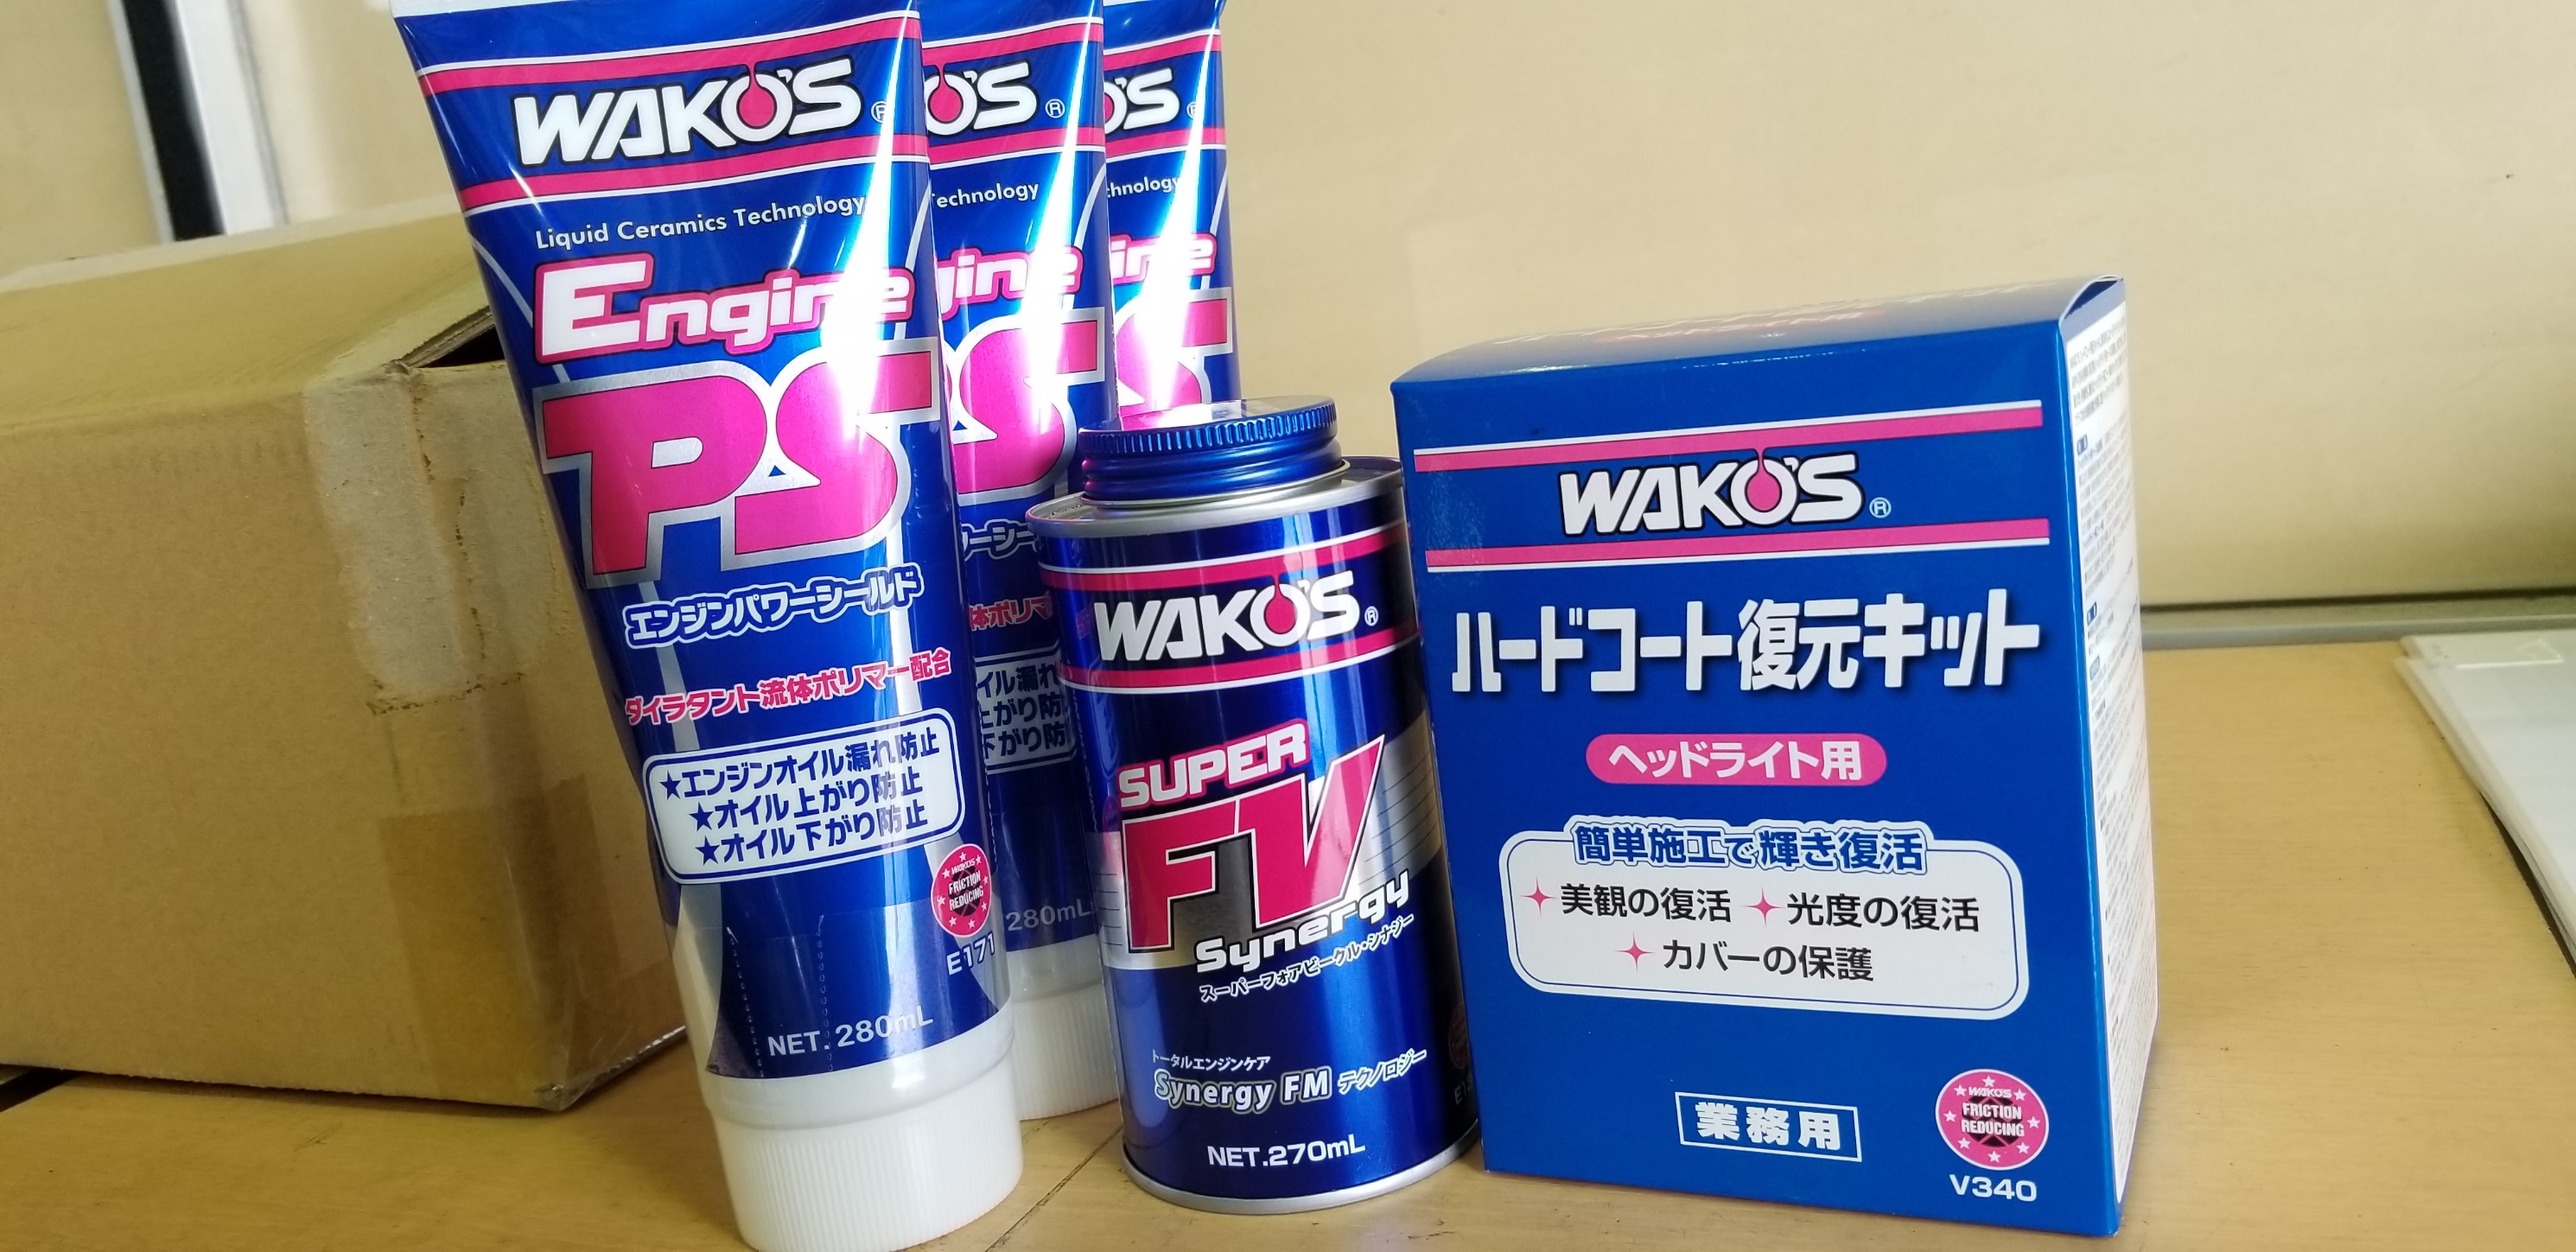 WAKO'S®
Liquid Ceramics Technology
Engine
PS
エンジンパワーシールド
ダイラタント流体ポリマー配合
★エンジンオイル漏れ防止
★オイル上がり防止
★オイル下がり防止
WAKO'S
FRICTION
REDUCING
E171
NET. 280mL
280mL
WAKO'S®
SUPER
FV
Synergy
スーパーフォアビークル・シナジー
トータルエンジンケア
Synergy FM テクノロジー
NET.270mL
WAKO'S®
ハードコート復元キット
ヘッドライト用
簡単施工で輝き復活
美観の復活 光度の復活
カバーの保護
業務用
WAKO'S
FRICTION
REDUCING
V340